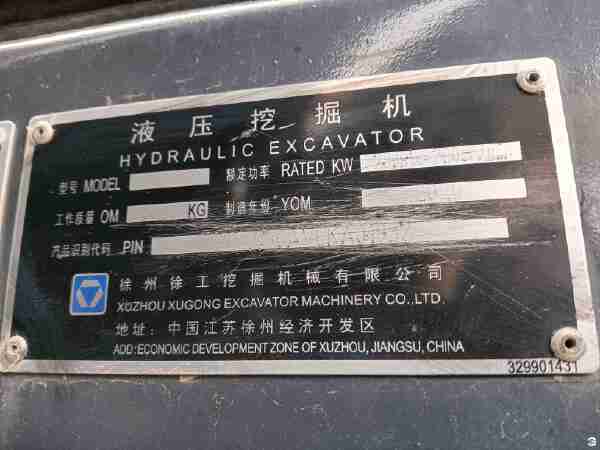 液压挖掘机
HYDRAULIC EXCAVATOR
型号 MODEL 额定功率 RATED KW
工作质量 OM KG 制造年份 YOM
产品识别代码 PIN
徐州徐工挖掘机械有限公司
XUZHOU XUGONG EXCAVATOR MACHINERY CO.,LTD.
地址：中国江苏徐州经济开发区
ADD:ECONOMIC DEVELOPMENT ZONE OF XUZHOU, JIANGSU, CHINA
329901431